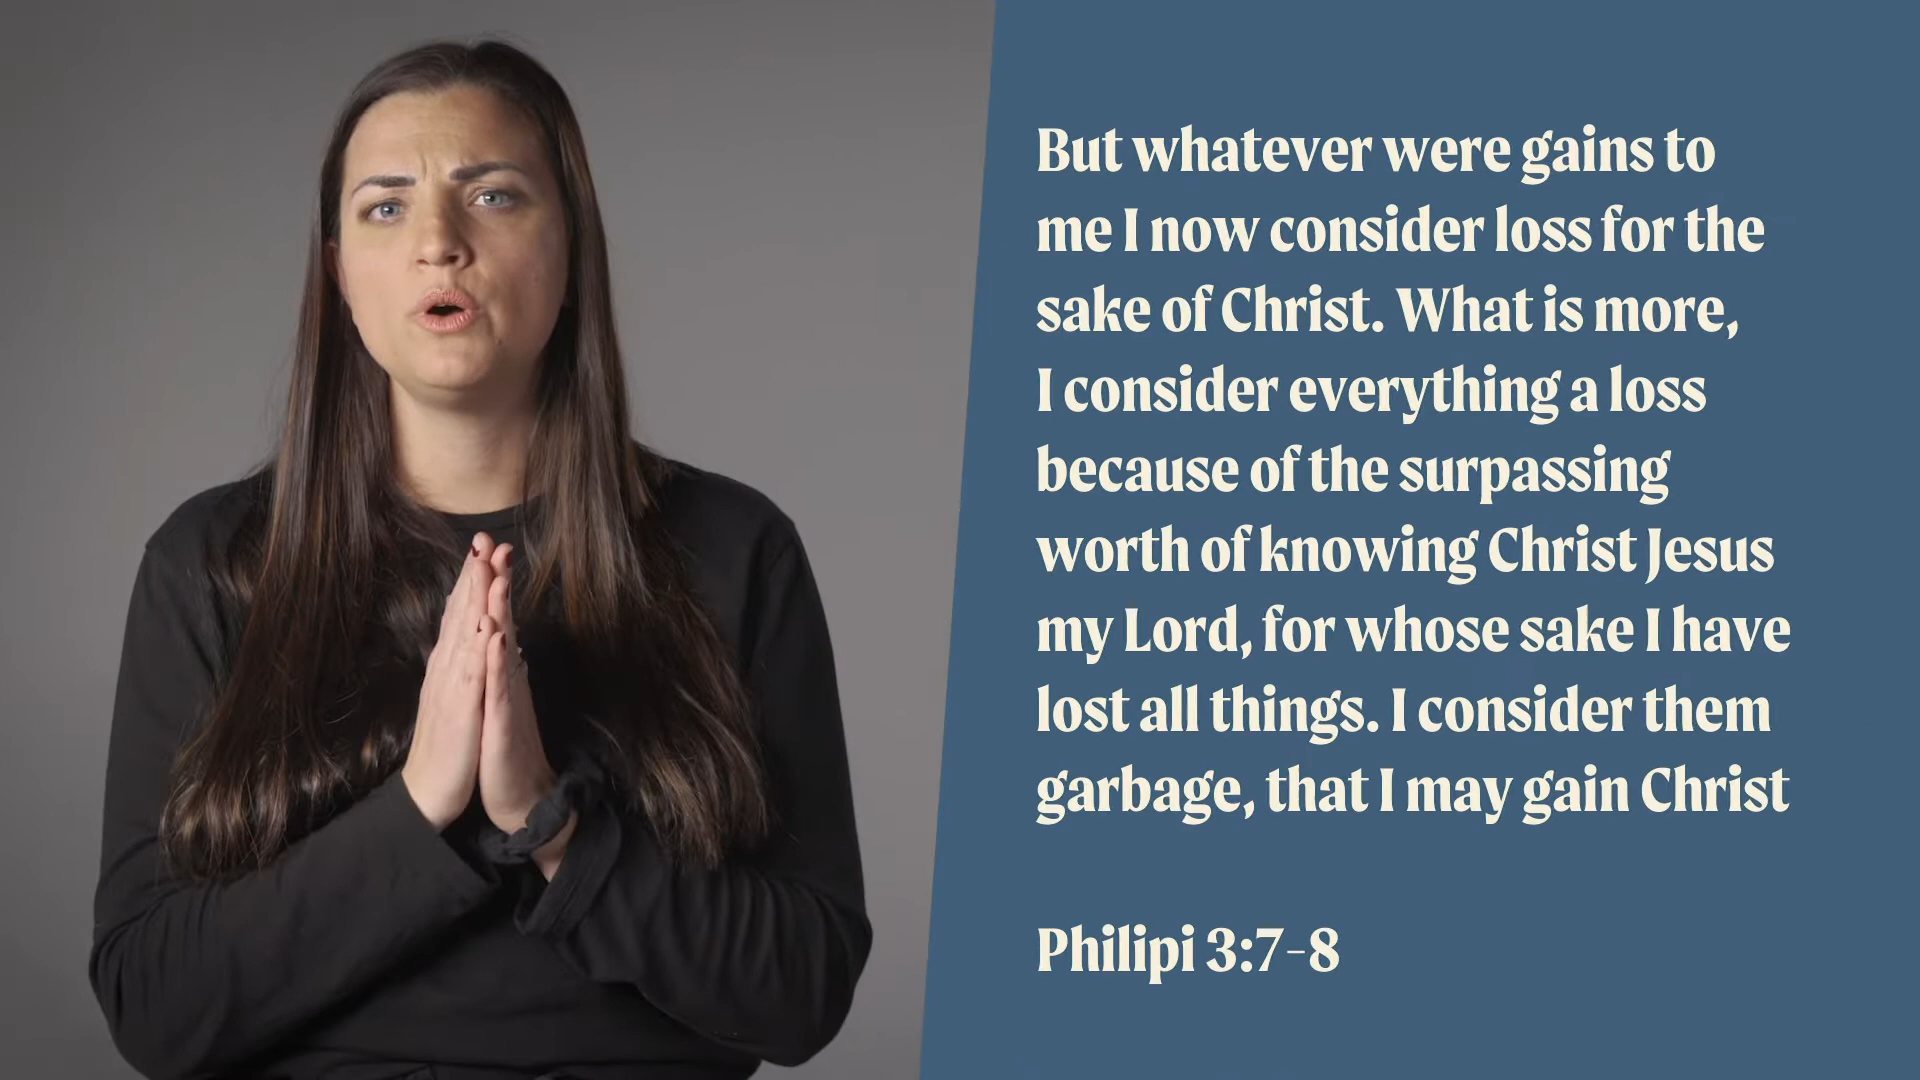 But whatever were gains to
me I now consider loss for the
sake of Christ. What is more,
I consider everything a loss
because of the surpassing
worth of knowing Christ Jesus
my Lord, for whose sake I have
lost all things. I consider them
garbage, that I may gain Christ
Philipi 3:7-8